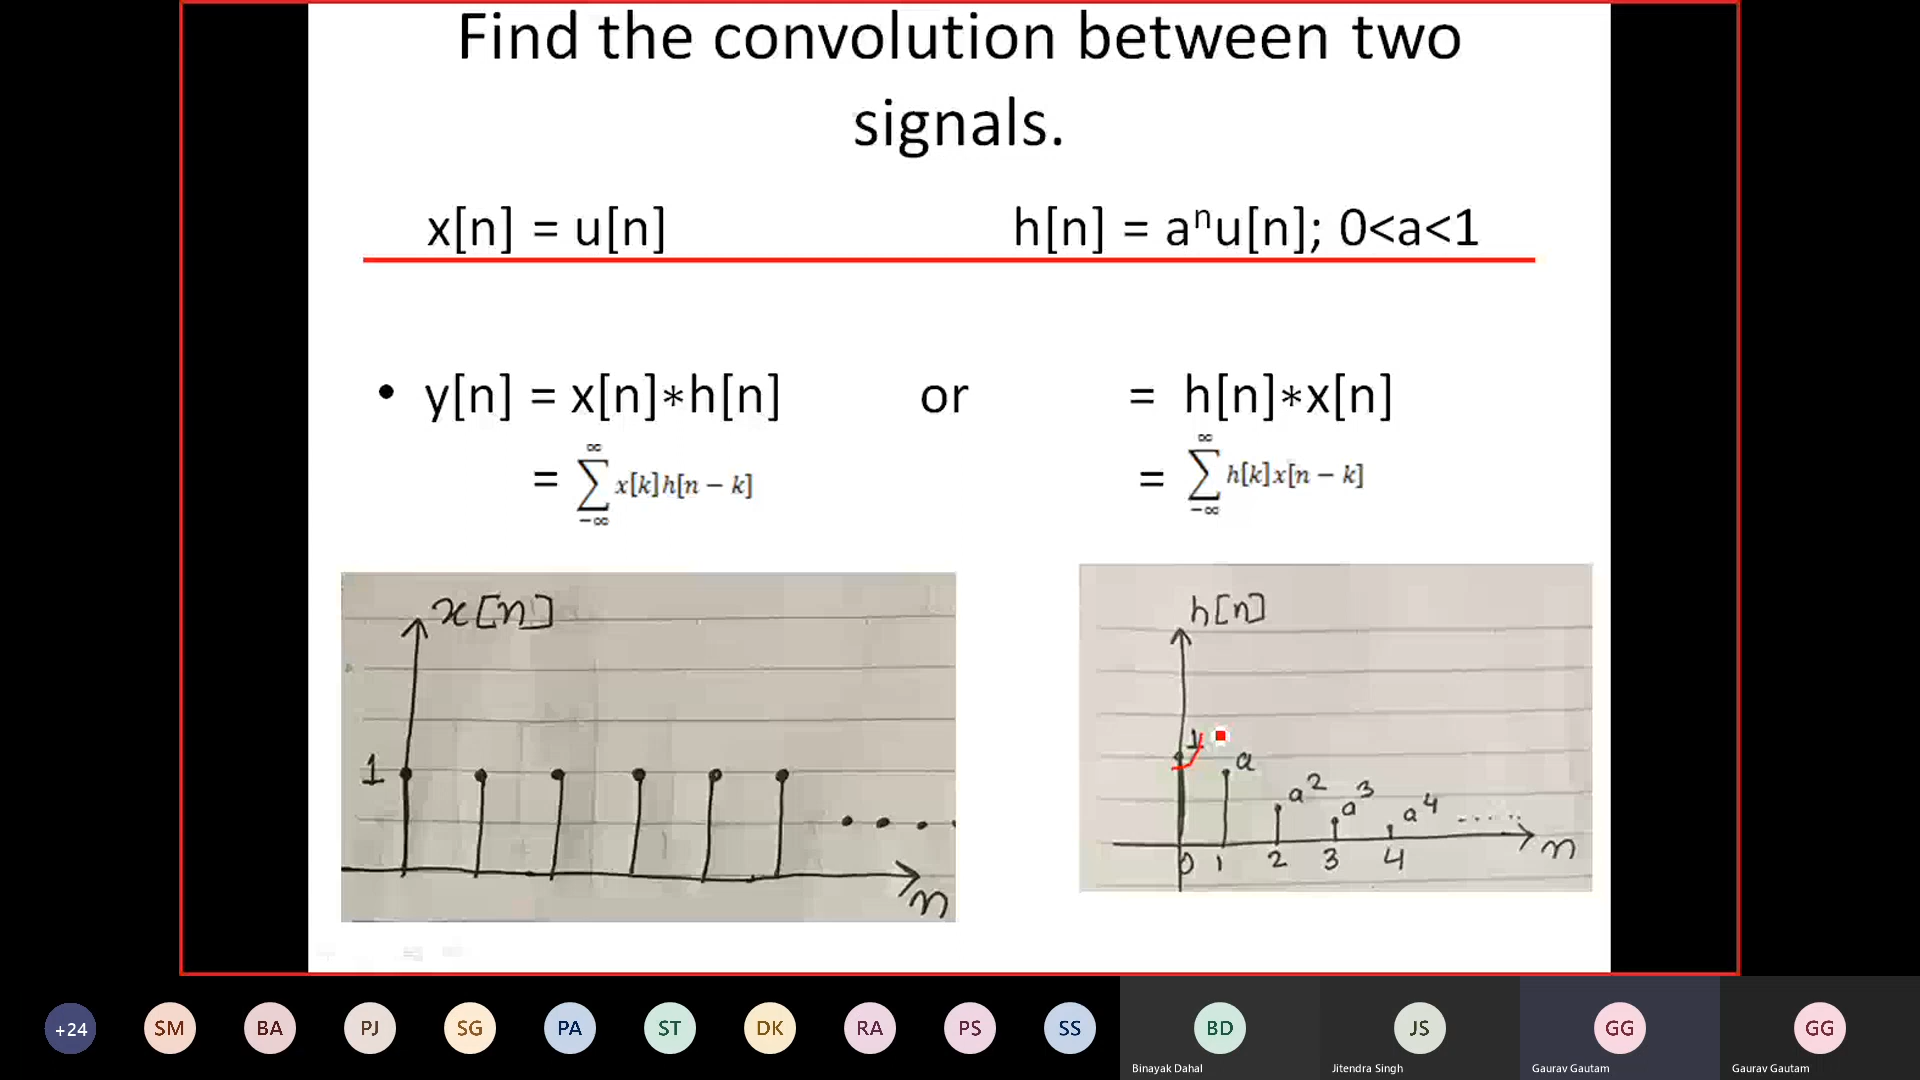 Find the convolution between two
signals.
x[n] = u[n] h[n] = aⁿu[n]; 0<a<1
• y[n] = x[n]∗h[n] or = h[n]∗x[n]
= ∞ ∑ −∞ x[k]h[n − k] = ∞ ∑ −∞ h[k]x[n − k]
x[n]
1
. . . .
n
h[n]
1
a
a²
a³
a⁴
.....
0 1 2 3 4
n
+24 SM BA PJ SG PA ST DK RA PS SS BD JS GG GG
Binayak Dahal Jitendra Singh Gaurav Gautam Gaurav Gautam